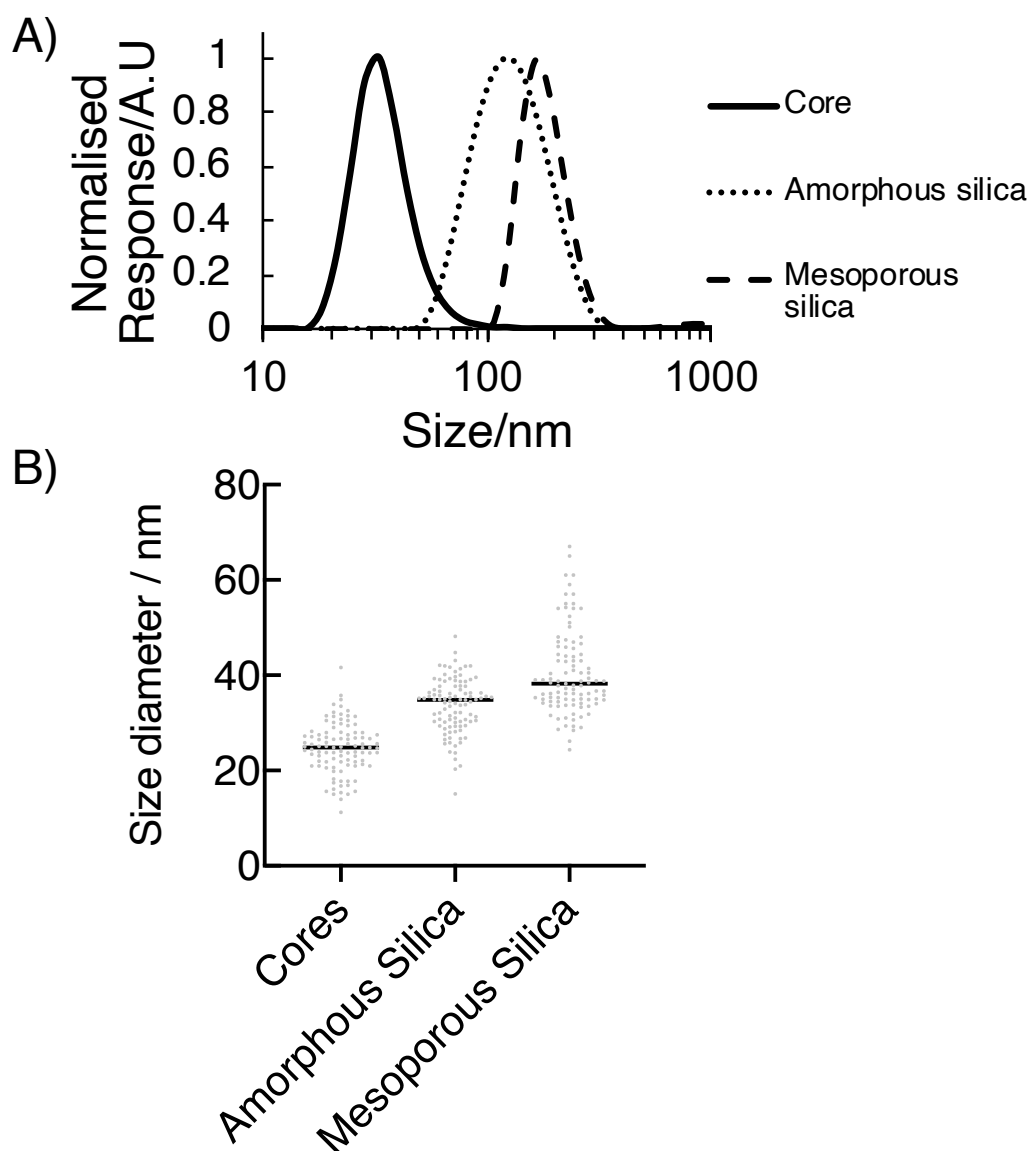 A)
Normalised
Response/A.U
1
0.8
0.6
0.4
0.2
0
10
100
1000
Size/nm
Core
Amorphous silica
Mesoporous
silica
B)
Size diameter / nm
80
60
40
20
0
Cores
Amorphous Silica
Mesoporous Silica